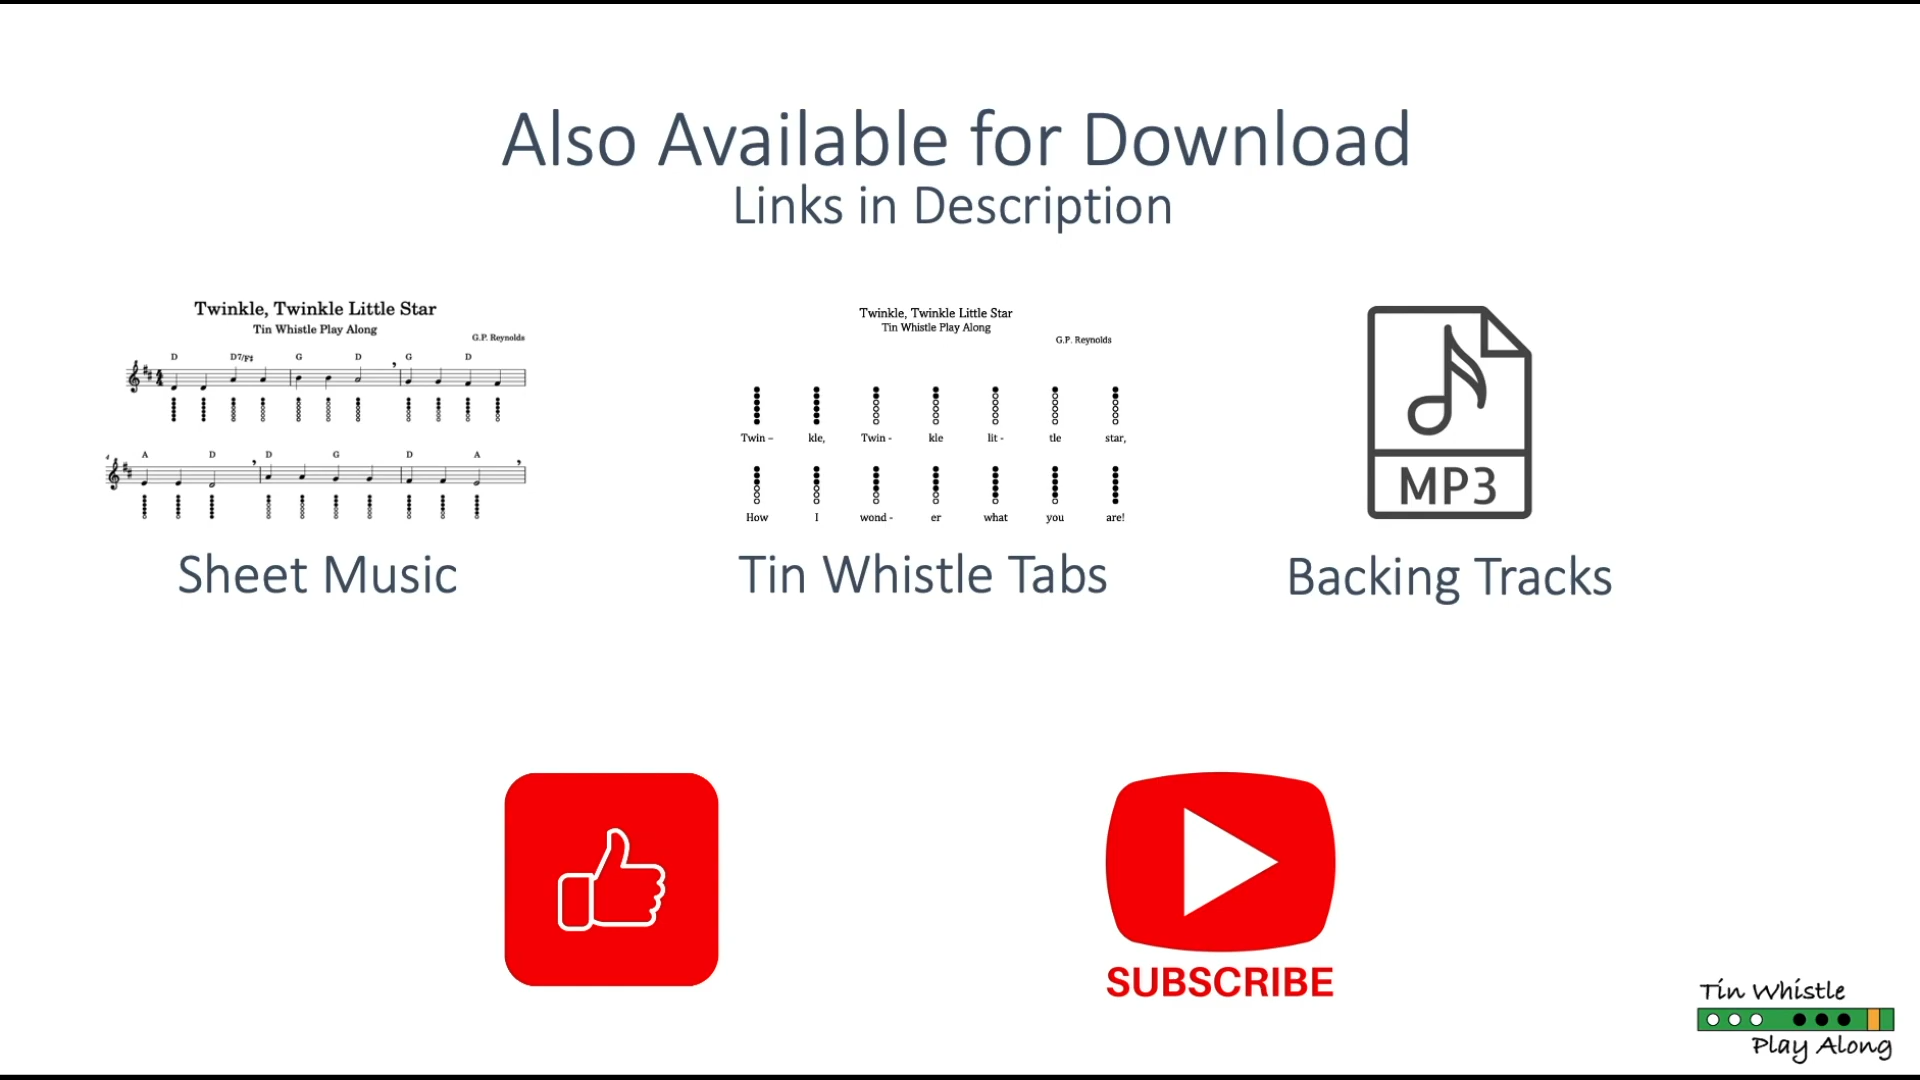 Also Available for Download
Links in Description
Twinkle, Twinkle Little Star
Tin Whistle Play Along
G.P. Reynolds
D D7/F♯ G D G D
4
A D D G D A
Sheet Music
Twinkle, Twinkle Little Star
Tin Whistle Play Along
G.P. Reynolds
Twin - kle, Twin - kle lit - tle star,
How I wond - er what you are!
Tin Whistle Tabs
MP3
Backing Tracks
SUBSCRIBE
Tin Whistle
Play Along